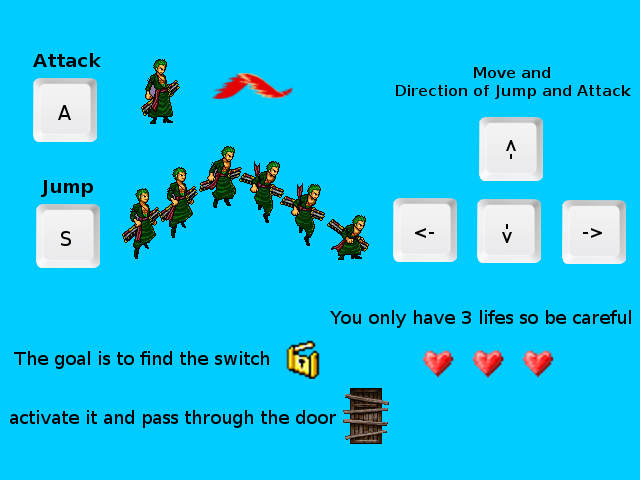 Attack
A
Jump
S
Move and
Direction of Jump and Attack
^
<-
v
->
You only have 3 lifes so be careful
The goal is to find the switch
activate it and pass through the door